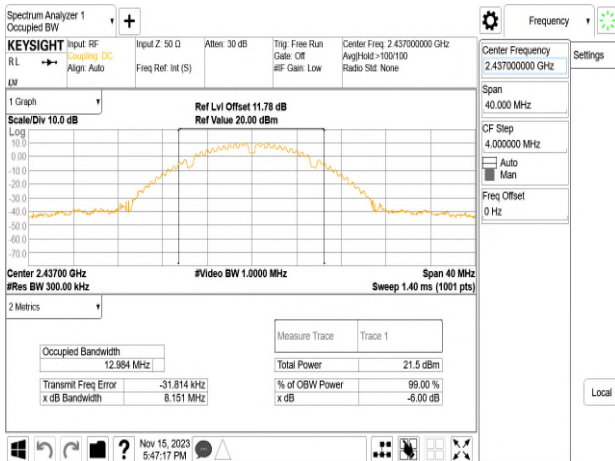 Spectrum Analyzer 1
Occupied BW
Frequency
KEYSIGHT
RL
Input: RF
Coupling: DC
Align: Auto
Input Z: 50 Ω
Freq Ref: Int (S)
Atten: 30 dB
Trig: Free Run
Gate: Off
#IF Gain: Low
Center Freq: 2.437000000 GHz
Avg|Hold:>100/100
Radio Std: None
LXI
Center Frequency
2.437000000 GHz
Settings
Span
40.000 MHz
CF Step
4.000000 MHz
Auto
Man
Freq Offset
0 Hz
1 Graph
Scale/Div 10.0 dB
Ref Lvl Offset 11.78 dB
Ref Value 20.00 dBm
Log
10.0
0.00
-10.0
-20.0
-30.0
-40.0
-50.0
-60.0
-70.0
Center 2.43700 GHz
#Res BW 300.00 kHz
#Video BW 1.0000 MHz
Span 40 MHz
Sweep 1.40 ms (1001 pts)
2 Metrics
Measure Trace Trace 1
Occupied Bandwidth
12.984 MHz
Total Power 21.5 dBm
Transmit Freq Error -31.814 kHz
% of OBW Power 99.00 %
x dB Bandwidth 8.151 MHz
x dB -6.00 dB
Local
Nov 15, 2023
5:47:17 PM